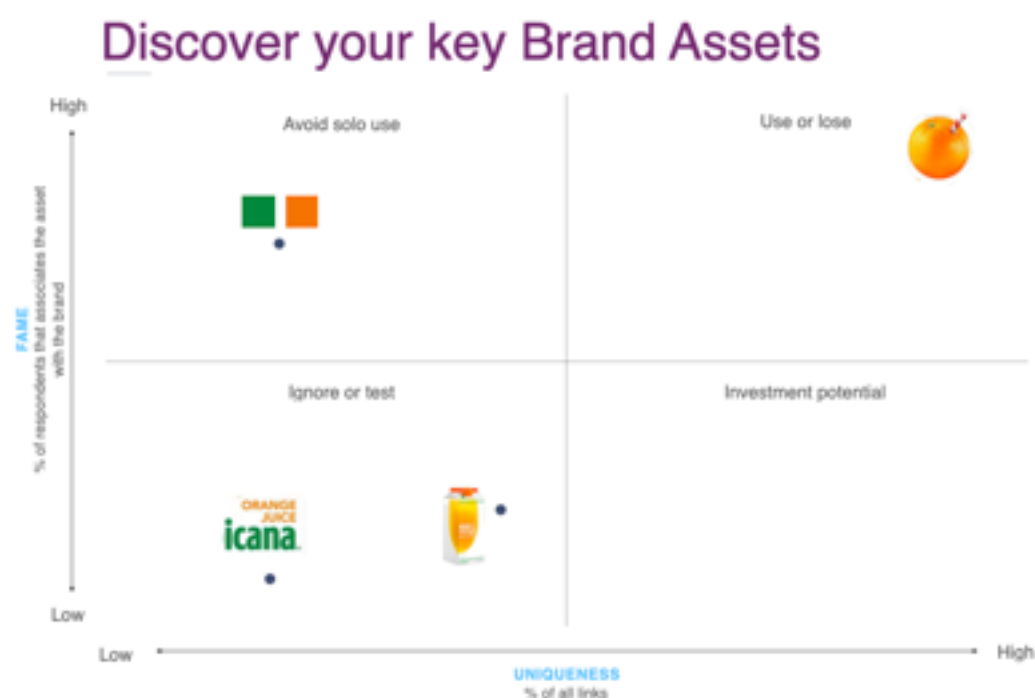 Discover your key Brand Assets
High
Avoid solo use
Use or lose
FAME
% of respondents that associates the asset
with the brand
Ignore or test
Investment potential
ORANGE
JUICE
icana
Low
Low
High
UNIQUENESS
% of all links